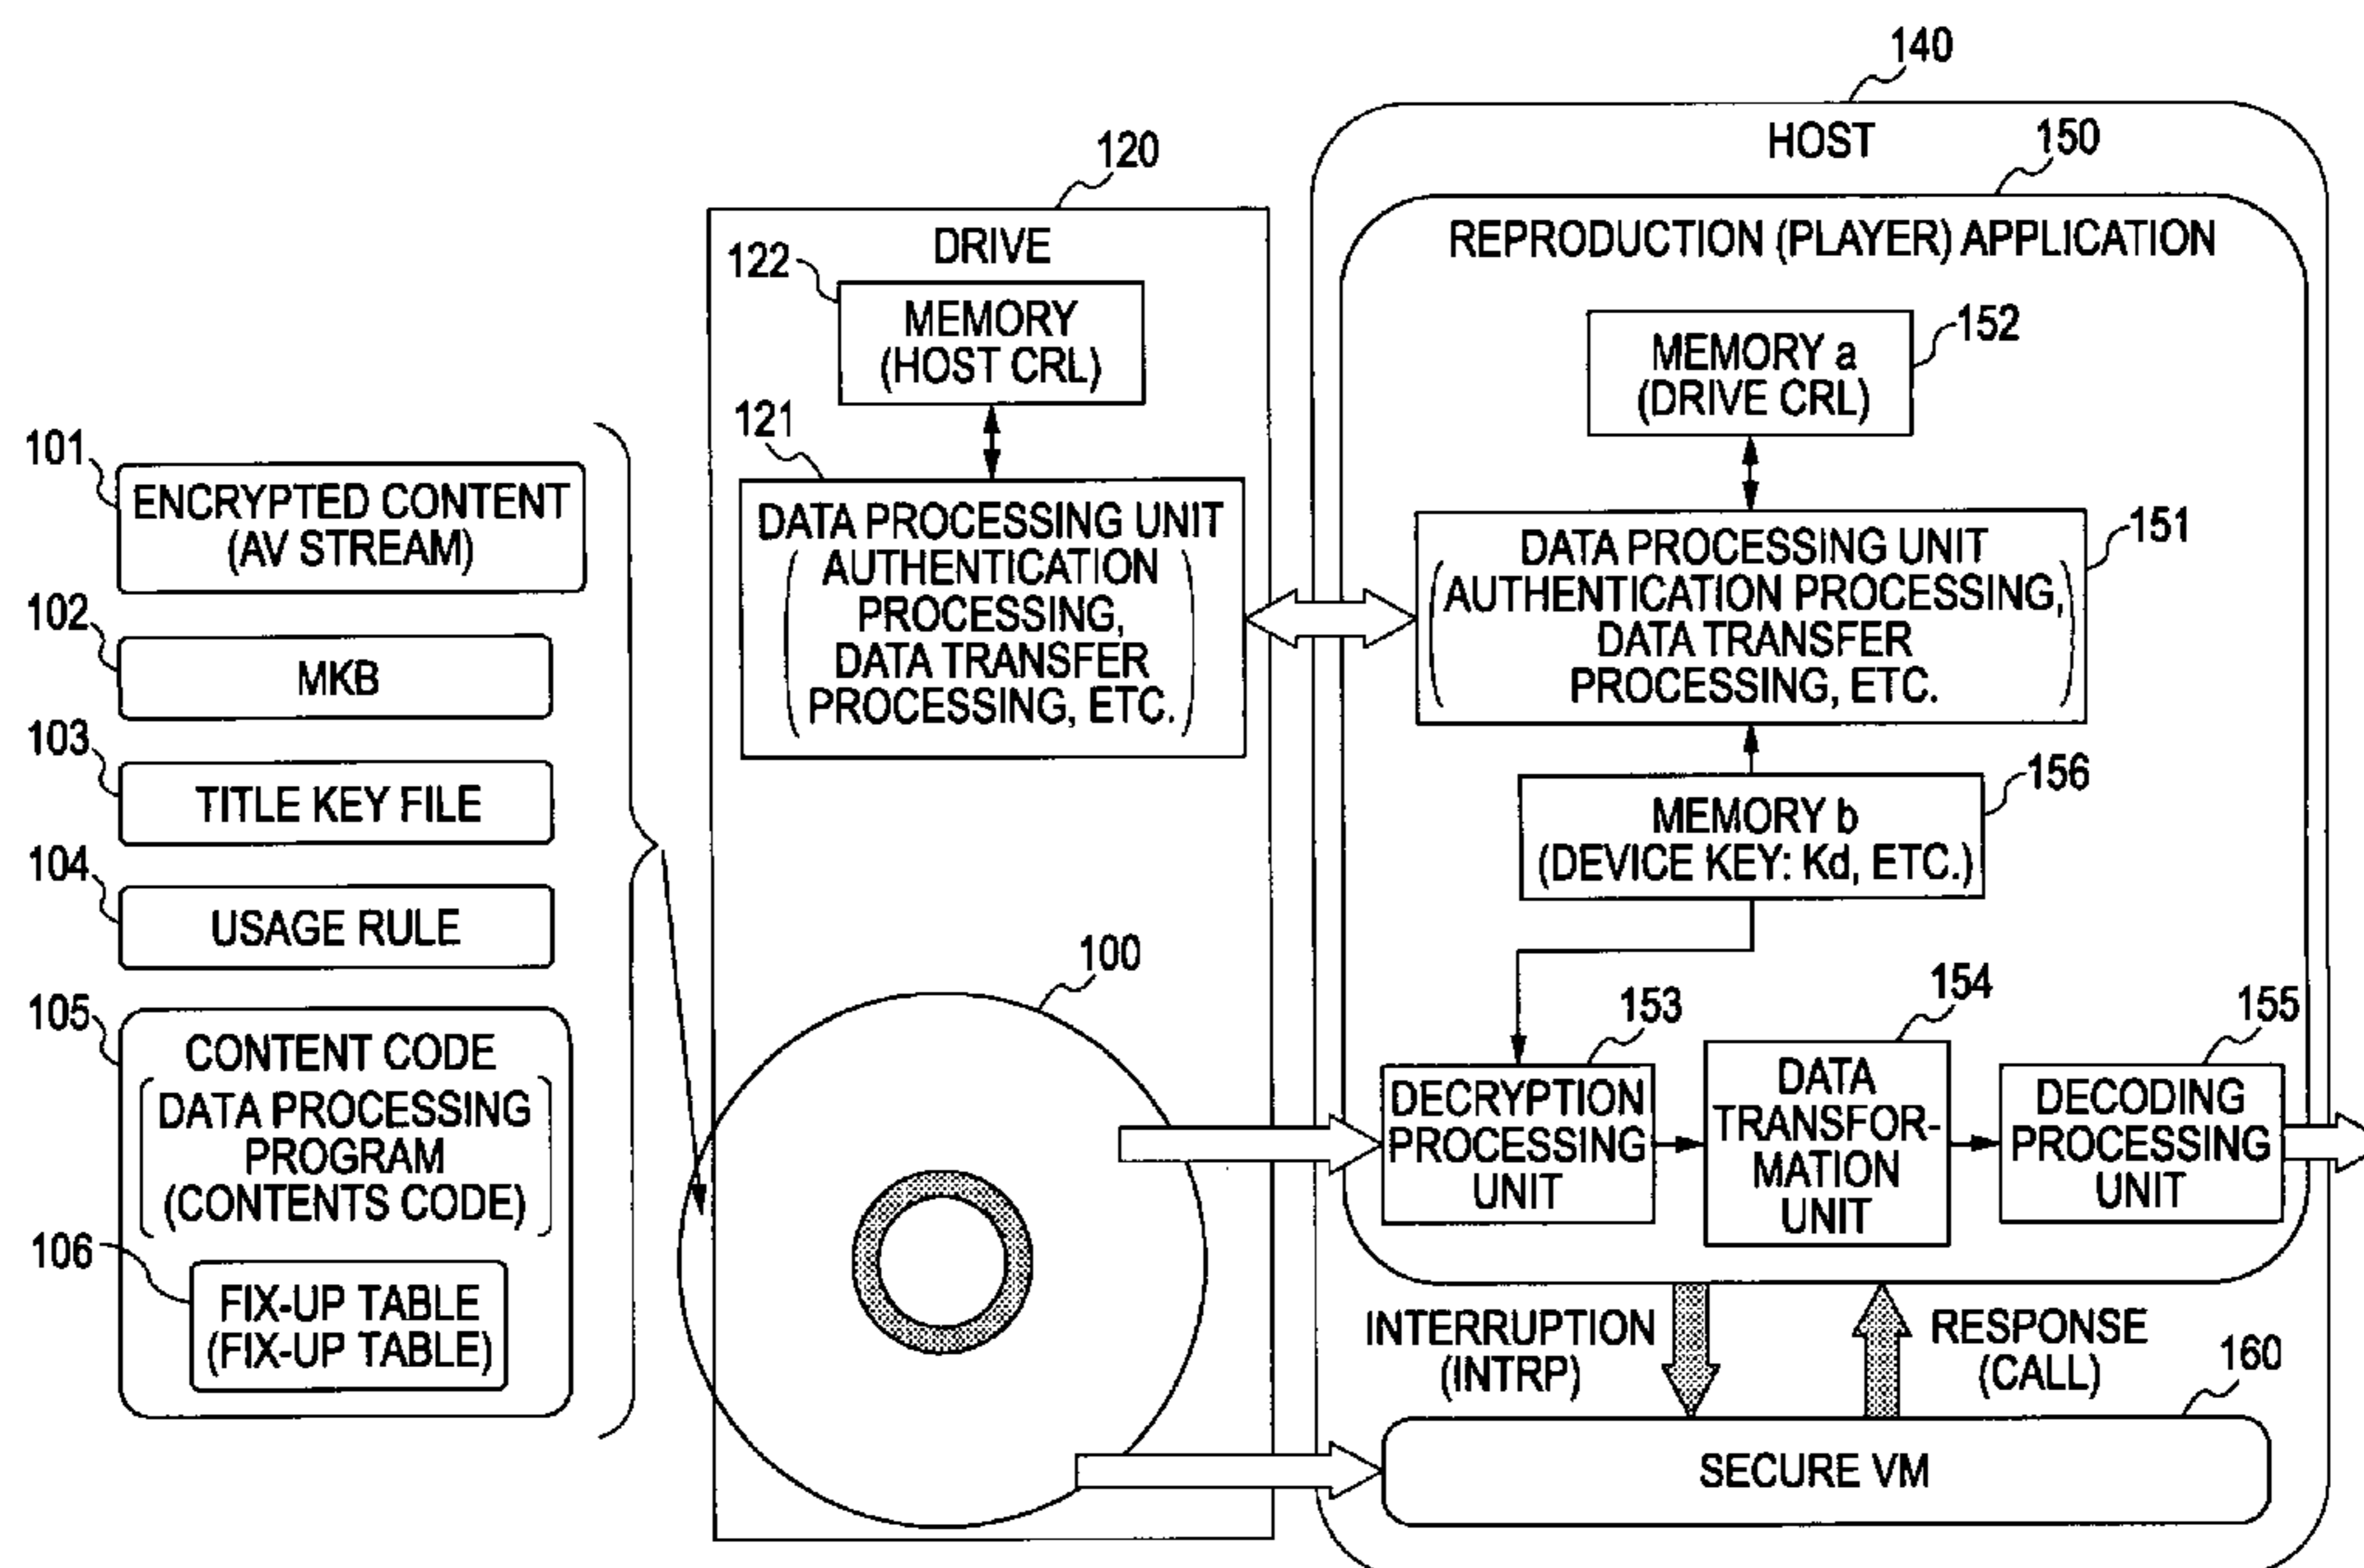 140
HOST
150
REPRODUCTION (PLAYER) APPLICATION
120
DRIVE
122
MEMORY
(HOST CRL)
121
DATA PROCESSING UNIT
AUTHENTICATION
PROCESSING,
DATA TRANSFER
PROCESSING, ETC.
152
MEMORY a
(DRIVE CRL)
151
DATA PROCESSING UNIT
AUTHENTICATION PROCESSING,
DATA TRANSFER
PROCESSING, ETC.
156
MEMORY b
(DEVICE KEY: Kd, ETC.)
101
ENCRYPTED CONTENT
(AV STREAM)
102
MKB
103
TITLE KEY FILE
104
USAGE RULE
105
CONTENT CODE
DATA PROCESSING
PROGRAM
(CONTENTS CODE)
106
FIX-UP TABLE
(FIX-UP TABLE)
100
153
DECRYPTION
PROCESSING
UNIT
154
DATA
TRANSFOR-
MATION
UNIT
155
DECODING
PROCESSING
UNIT
INTERRUPTION
(INTRP)
RESPONSE
(CALL)
160
SECURE VM